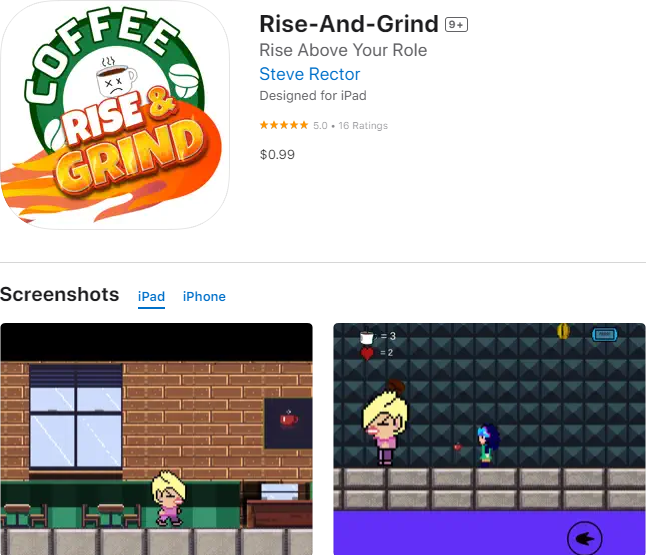 COFFEE
RISE &
GRIND
Rise-And-Grind 9+
Rise Above Your Role
Steve Rector
Designed for iPad
★★★★★ 5.0 • 16 Ratings
$0.99
Screenshots iPad iPhone
= 3
= 2